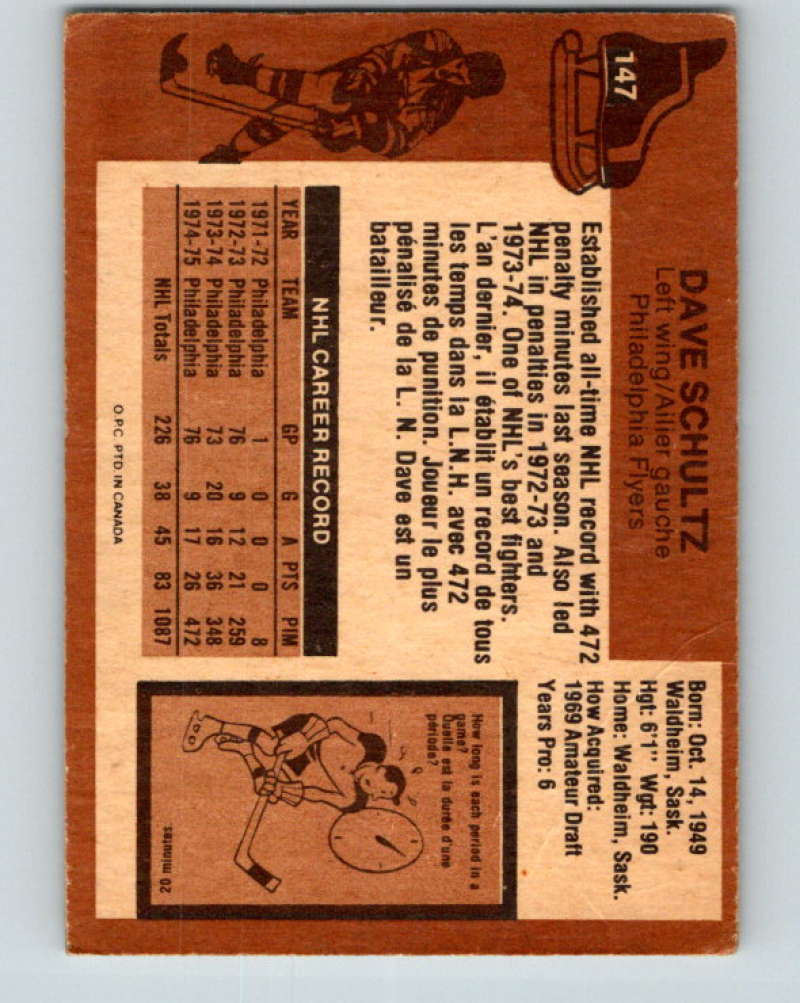 147
DAVE SCHULTZ
Left wing/Ailier gauche
Philadelphia Flyers
Born: Oct. 14, 1949
Waldheim, Sask.
Hgt: 6'1" Wgt: 190
Home: Waldheim, Sask.
How Acquired:
1969 Amateur Draft
Years Pro: 6
Established all-time NHL record with 472
penalty minutes last season. Also led
NHL in penalties in 1972-73 and
1973-74. One of NHL's best fighters.
L'an dernier, il établit un record de tous
les temps dans la L.N.H. avec 472
minutes de punition. Joueur le plus
pénalisé de la L. N. Dave est un
batailleur.
NHL CAREER RECORD
YEAR TEAM GP G A PTS PIM
1971-72 Philadelphia 1 0 0 0 8
1972-73 Philadelphia 76 9 12 21 259
1973-74 Philadelphia 73 20 16 36 348
1974-75 Philadelphia 76 9 17 26 472
NHL Totals 226 38 45 83 1087
How long is each period in a
game?
Quelle est la durée d'une
période?
20
minutes.
O.P.C. PTD. IN CANADA